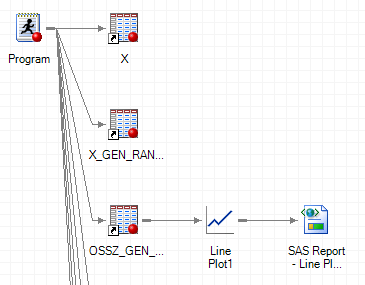 Program
X
X_GEN_RAN...
OSSZ_GEN_...
Line
Plot1
SAS Report
- Line Pl...